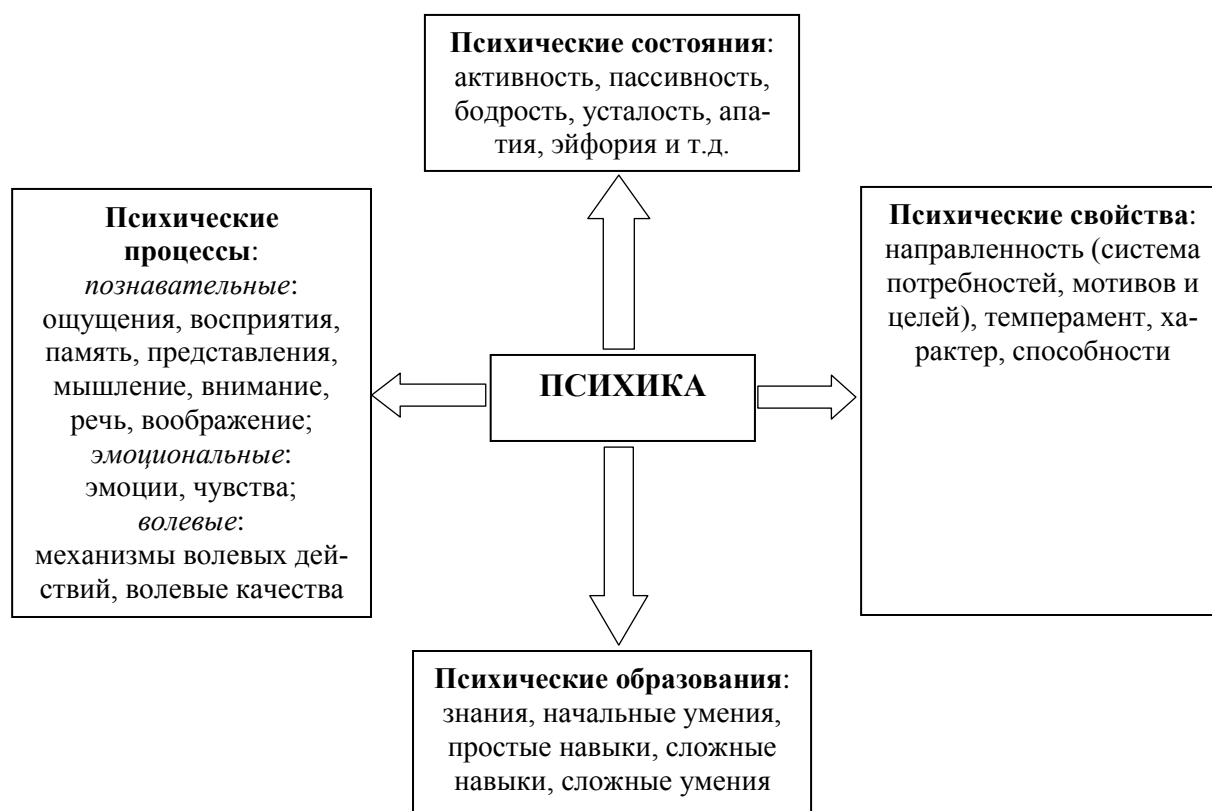 Психические состояния:
активность, пассивность,
бодрость, усталость, апа-
тия, эйфория и т.д.
Психические
процессы:
познавательные:
ощущения, восприятия,
память, представления,
мышление, внимание,
речь, воображение;
эмоциональные:
эмоции, чувства;
волевые:
механизмы волевых дей-
ствий, волевые качества
ПСИХИКА
Психические свойства:
направленность (система
потребностей, мотивов и
целей), темперамент, ха-
рактер, способности
Психические образования:
знания, начальные умения,
простые навыки, сложные
навыки, сложные умения